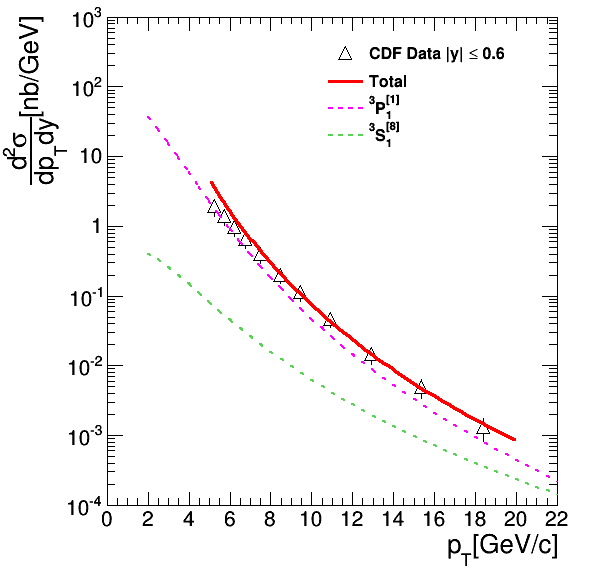 d²σ/dp_Tdy [nb/GeV]
10³
10²
10
1
10⁻¹
10⁻²
10⁻³
10⁻⁴
CDF Data |y| ≤ 0.6
Total
³P₁^[1]
³S₁^[8]
0 2 4 6 8 10 12 14 16 18 20 22
p_T[GeV/c]